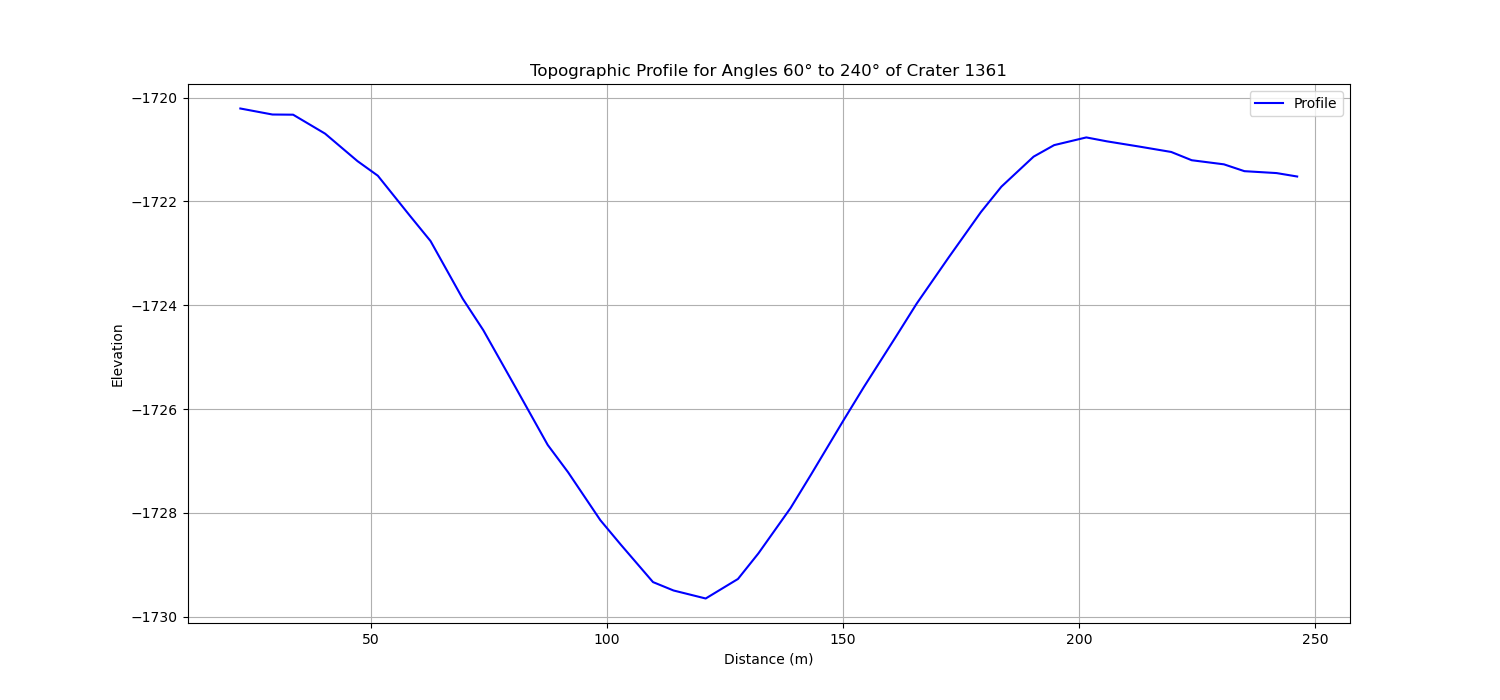 Topographic Profile for Angles 60° to 240° of Crater 1361
Profile
−1720
−1722
−1724
−1726
−1728
−1730
Elevation
50
100
150
200
250
Distance (m)